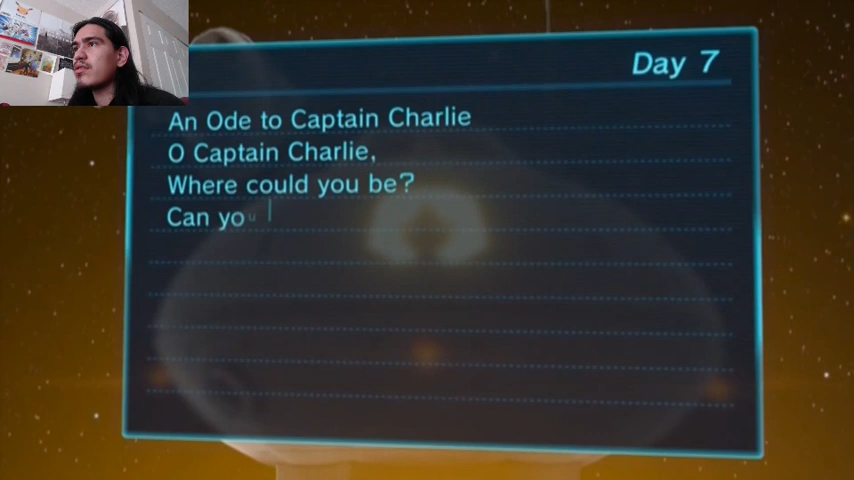 Day 7
An Ode to Captain Charlie
O Captain Charlie,
Where could you be?
Can you